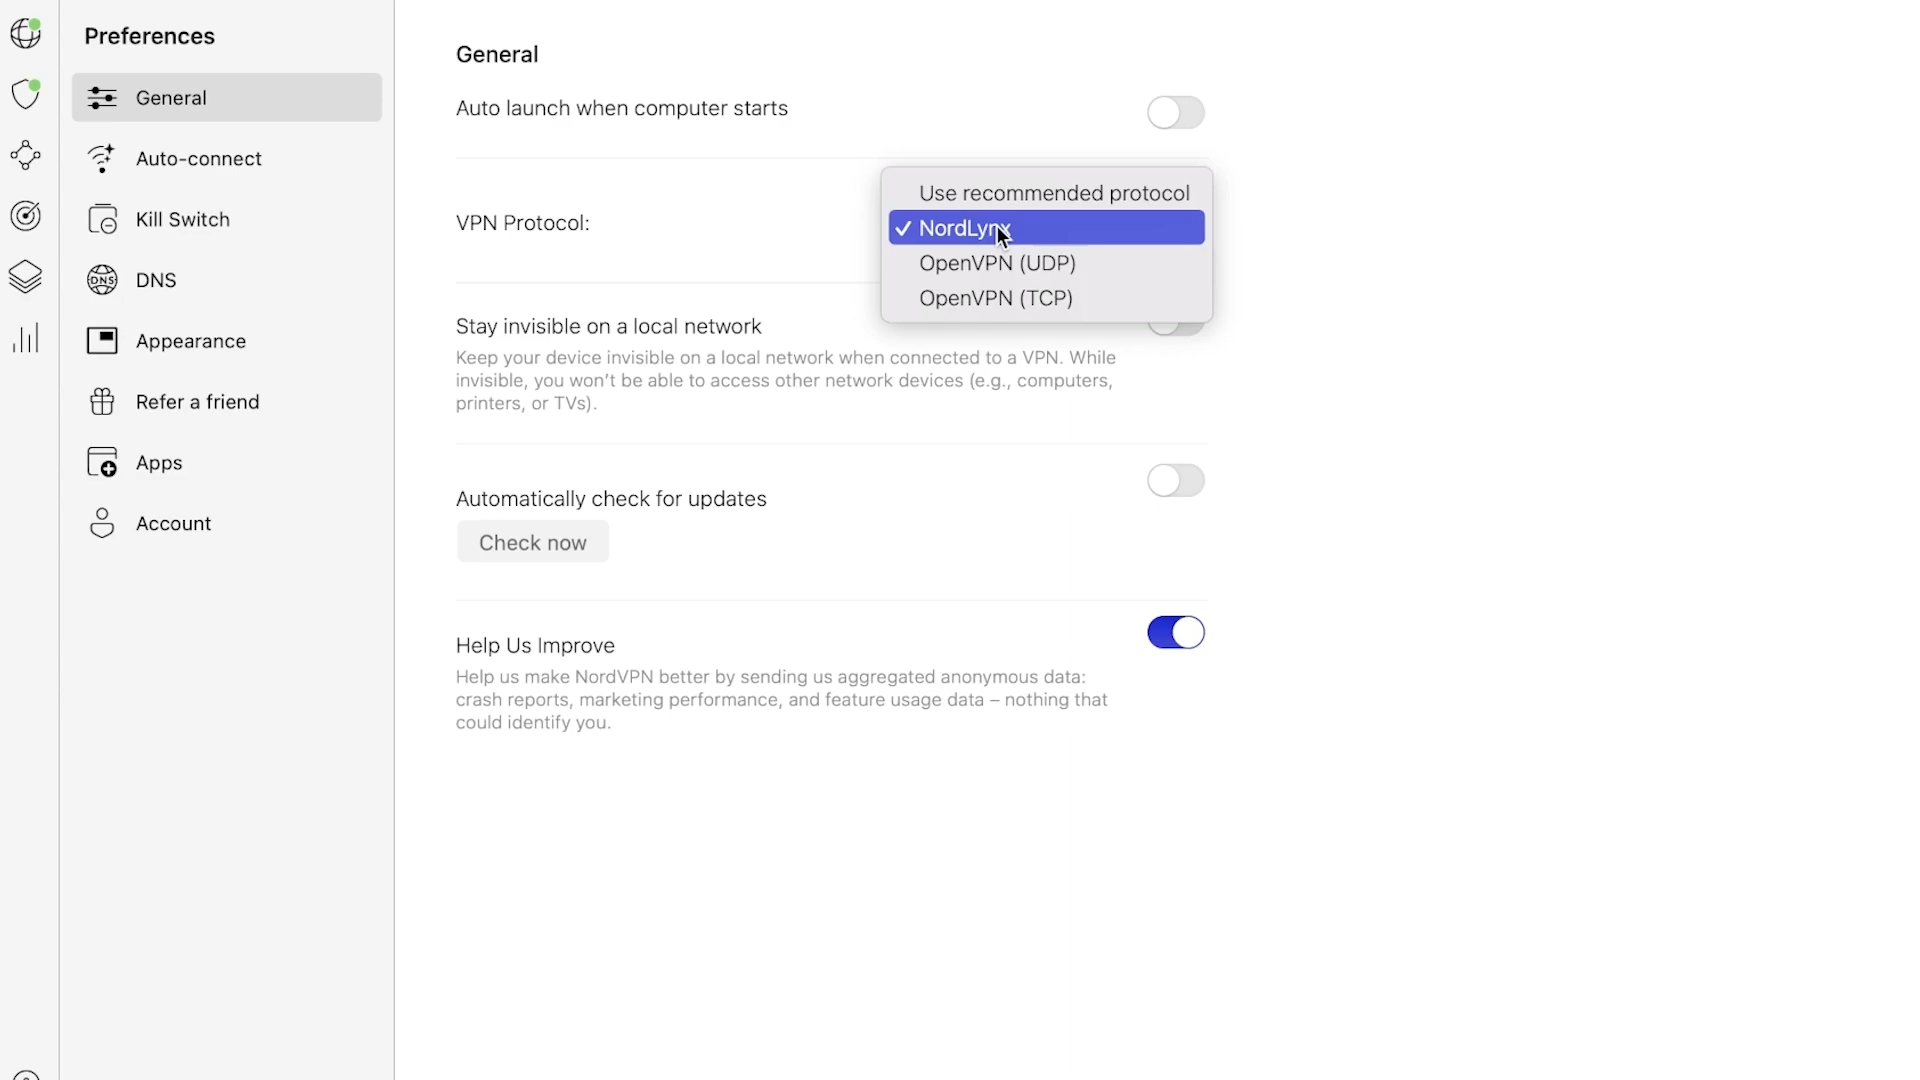 Preferences
General
Auto-connect
Kill Switch
DNS
DNS
Appearance
Refer a friend
Apps
Account
General
Auto launch when computer starts
VPN Protocol:
Use recommended protocol
NordLynx
OpenVPN (UDP)
OpenVPN (TCP)
Stay invisible on a local network
Keep your device invisible on a local network when connected to a VPN. While
invisible, you won't be able to access other network devices (e.g., computers,
printers, or TVs).
Automatically check for updates
Check now
Help Us Improve
Help us make NordVPN better by sending us aggregated anonymous data:
crash reports, marketing performance, and feature usage data – nothing that
could identify you.